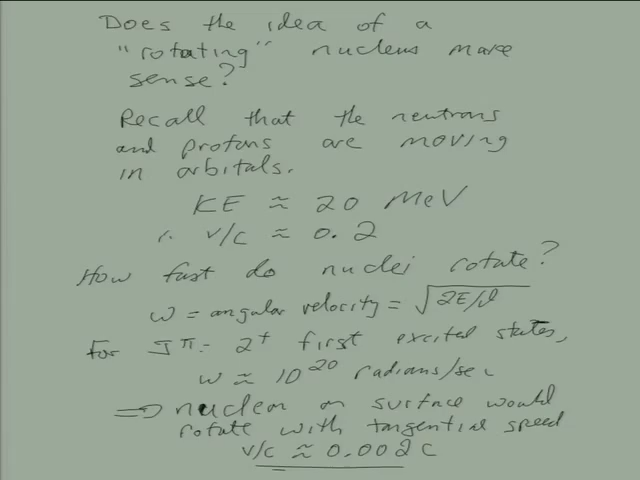 Does the idea of a
"rotating" nucleus make
sense?
Recall that the neutrons
and protons are moving
in orbitals.
KE ≈ 20 MeV
∴ v/c ≈ 0.2
How fast do nuclei rotate?
ω = angular velocity = √2E/𝓘
For Jπ = 2+ first excited states,
ω ≈ 10^20 radians/sec
⇒ nucleon on surface would
rotate with tangential speed
v/c ≈ 0.002 c